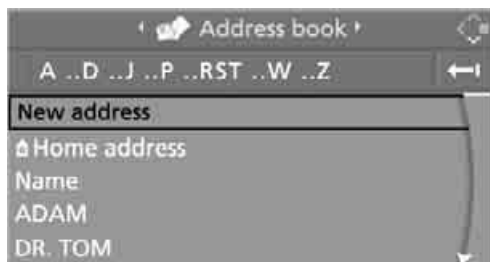 Address book
A ..D ..J ..P ..RST ..W ..Z
New address
Home address
Name
ADAM
DR. TOM